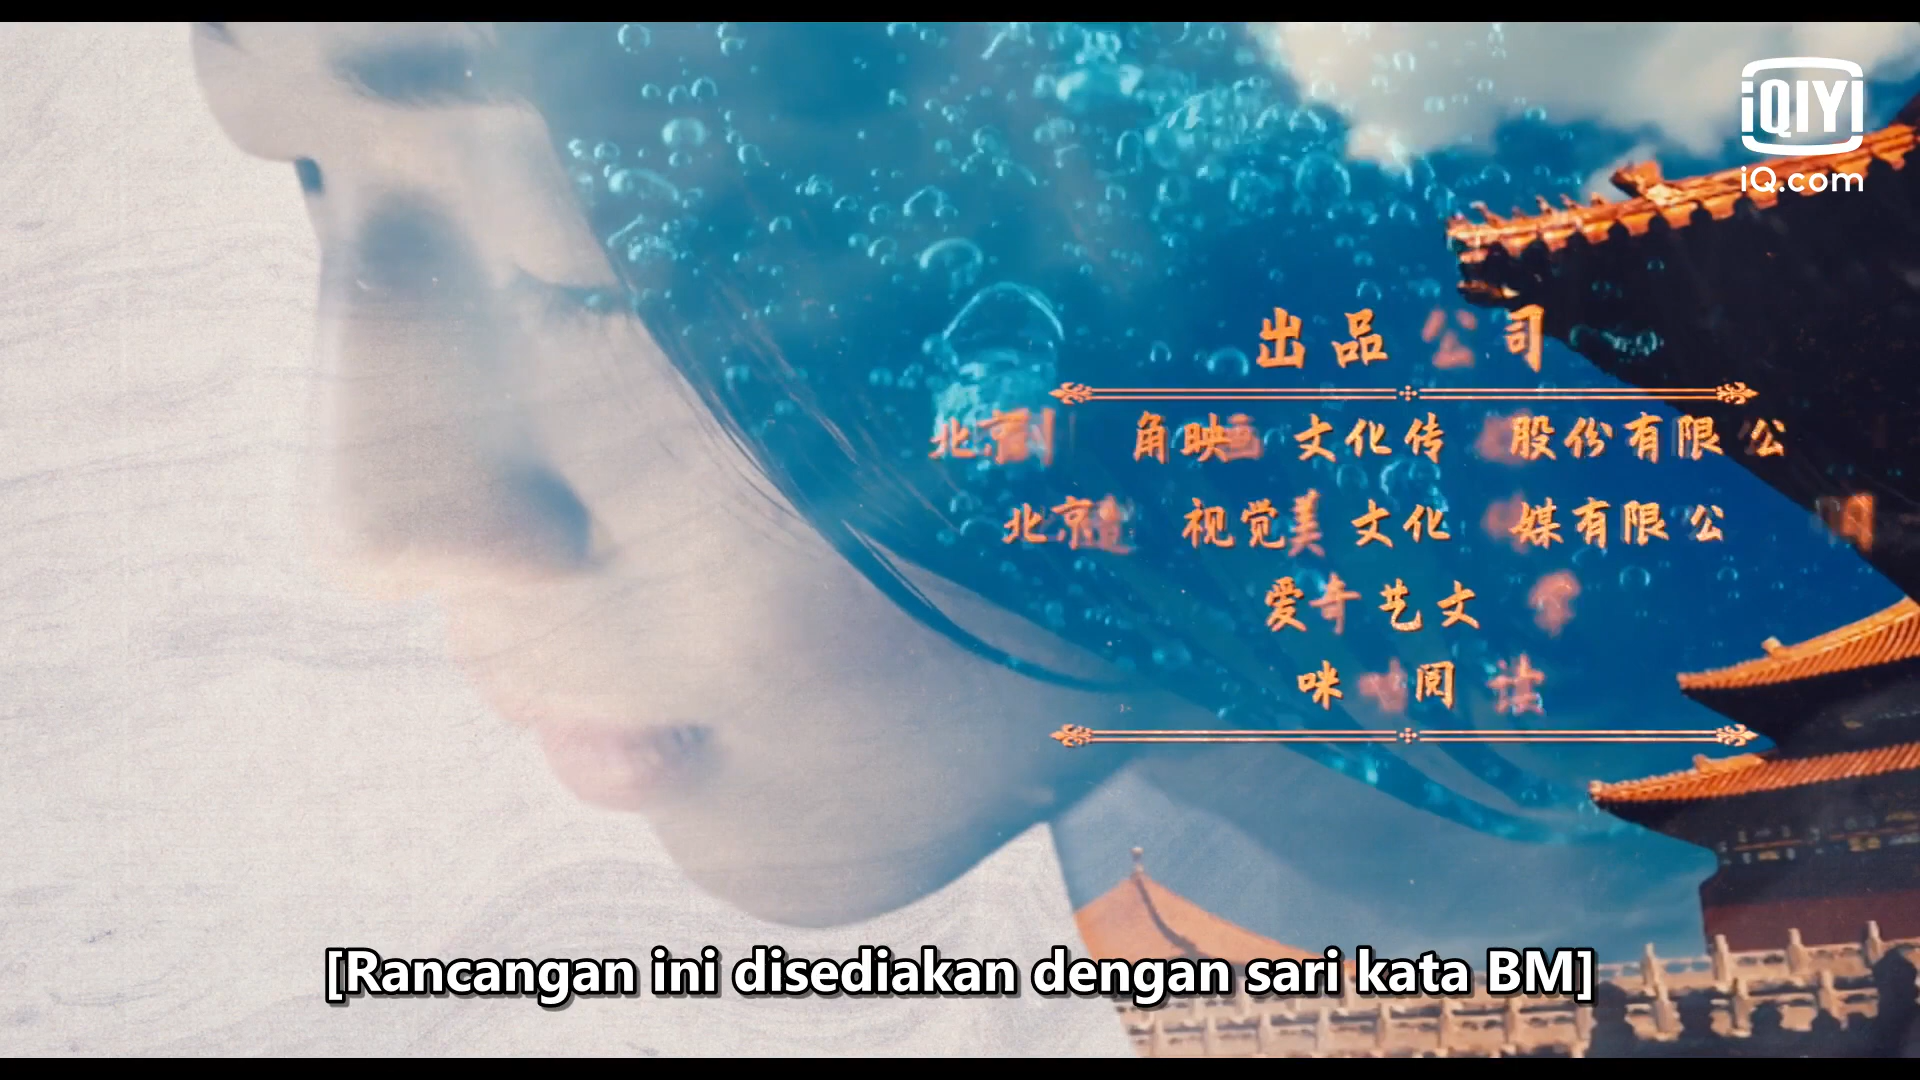 iQIYI
iQ.com
出品公司
北京 角映画 文化传 股份有限 公
北京 视觉美 文化 媒有限 公
爱奇艺文
咪 阅
[Rancangan ini disediakan dengan sari kata BM]